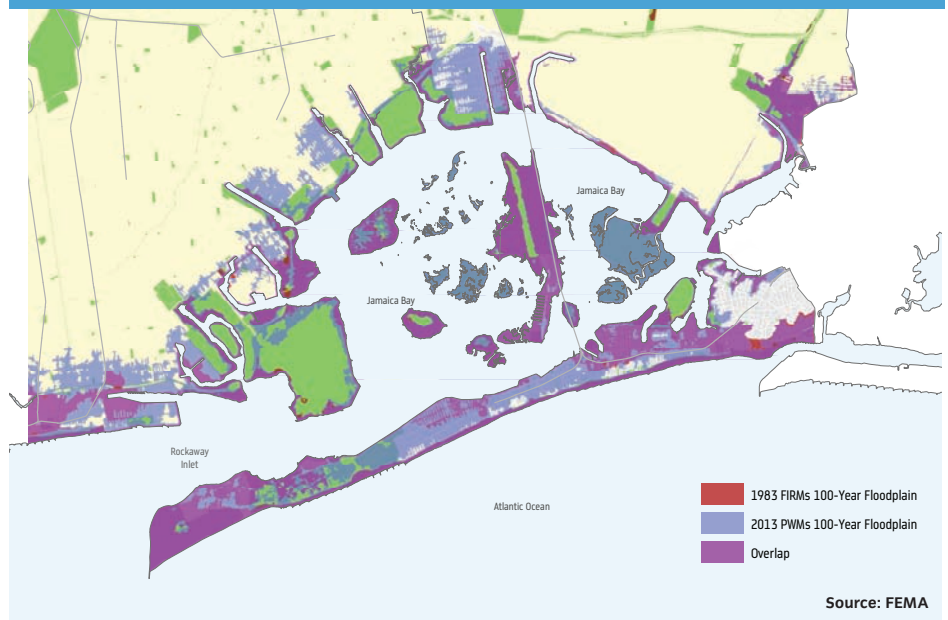 Jamaica Bay
Jamaica Bay
Rockaway
Inlet
Atlantic Ocean
1983 FIRMs 100-Year Floodplain
2013 PWMs 100-Year Floodplain
Overlap
Source: FEMA